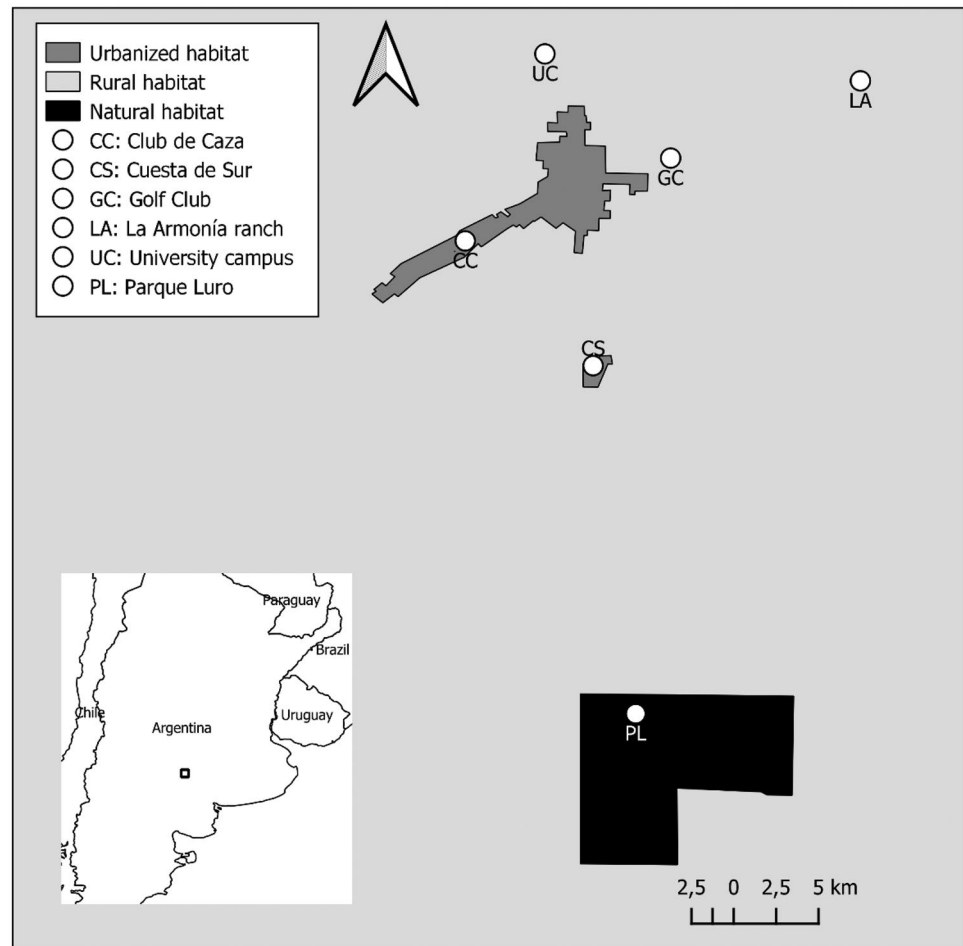 Urbanized habitat
Rural habitat
Natural habitat
CC: Club de Caza
CS: Cuesta de Sur
GC: Golf Club
LA: La Armonía ranch
UC: University campus
PL: Parque Luro
UC
LA
GC
CC
CS
PL
Paraguay
Brazil
Chile
Uruguay
Argentina
2,5 0 2,5 5 km